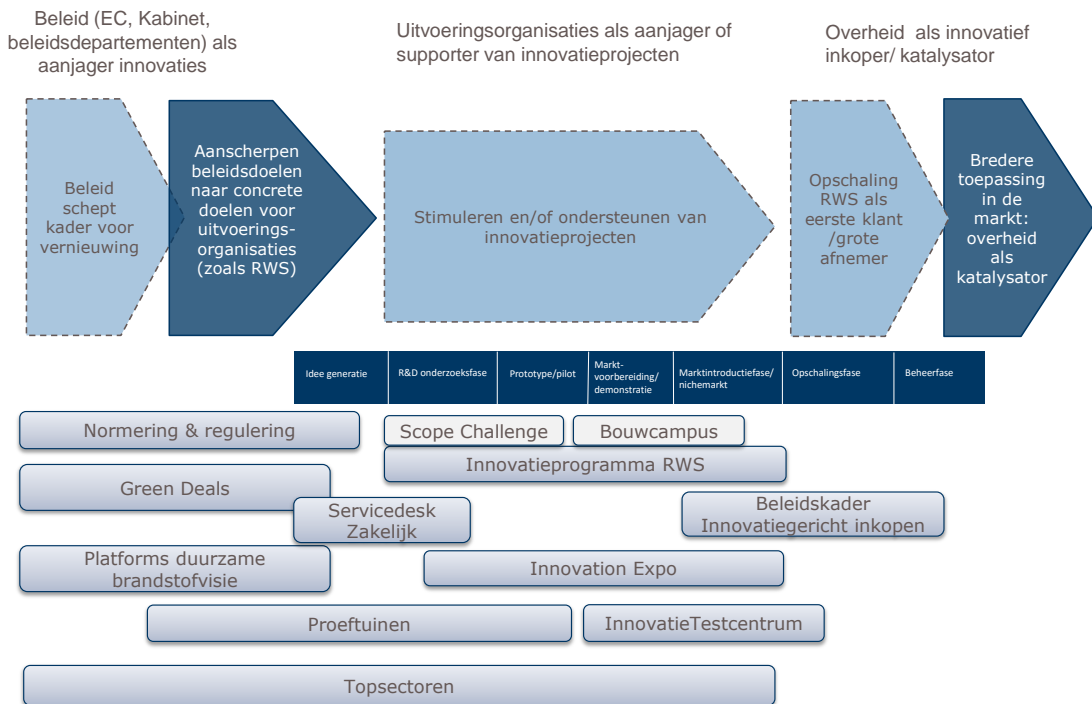 Beleid (EC, Kabinet,
beleidsdepartementen) als
aanjager innovaties
Uitvoeringsorganisaties als aanjager of
supporter van innovatieprojecten
Overheid als innovatief
inkoper/ katalysator
Beleid
schept
kader voor
vernieuwing
Aanscherpen
beleidsdoelen
naar concrete
doelen voor
uitvoerings-
organisaties
(zoals RWS)
Stimuleren en/of ondersteunen van
innovatieprojecten
Opschaling
RWS als
eerste klant
/grote
afnemer
Bredere
toepassing
in de
markt:
overheid
als
katalysator
Idee generatie
R&D onderzoeksfase
Prototype/pilot
Markt-
voorbereiding/
demonstratie
Marktintroductiefase/
nichemarkt
Opschalingsfase
Beheerfase
Normering & regulering
Scope Challenge
Bouwcampus
Innovatieprogramma RWS
Green Deals
Servicedesk
Zakelijk
Beleidskader
Innovatiegericht inkopen
Platforms duurzame
brandstofvisie
Innovation Expo
Proeftuinen
InnovatieTestcentrum
Topsectoren